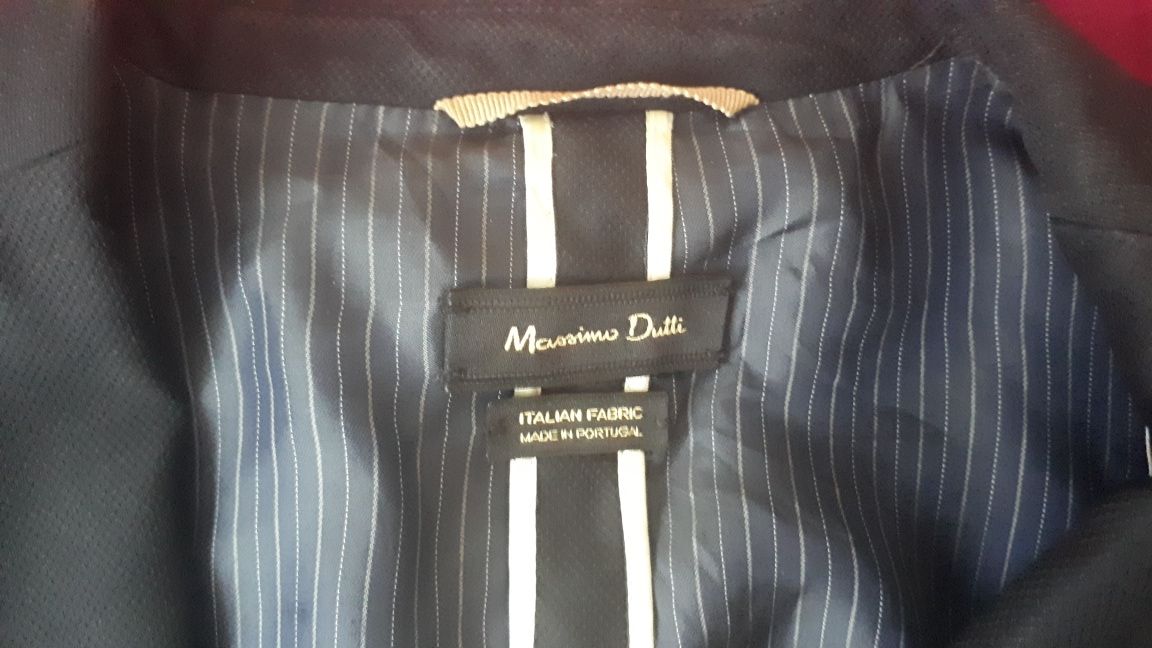 Massimo Dutti
ITALIAN FABRIC
MADE IN PORTUGAL